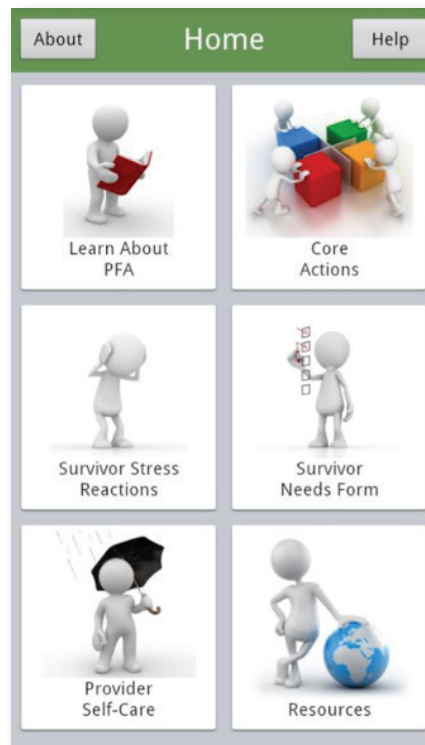 About
Home
Help
Learn About
PFA
Core
Actions
Survivor Stress
Reactions
Survivor
Needs Form
Provider
Self-Care
Resources